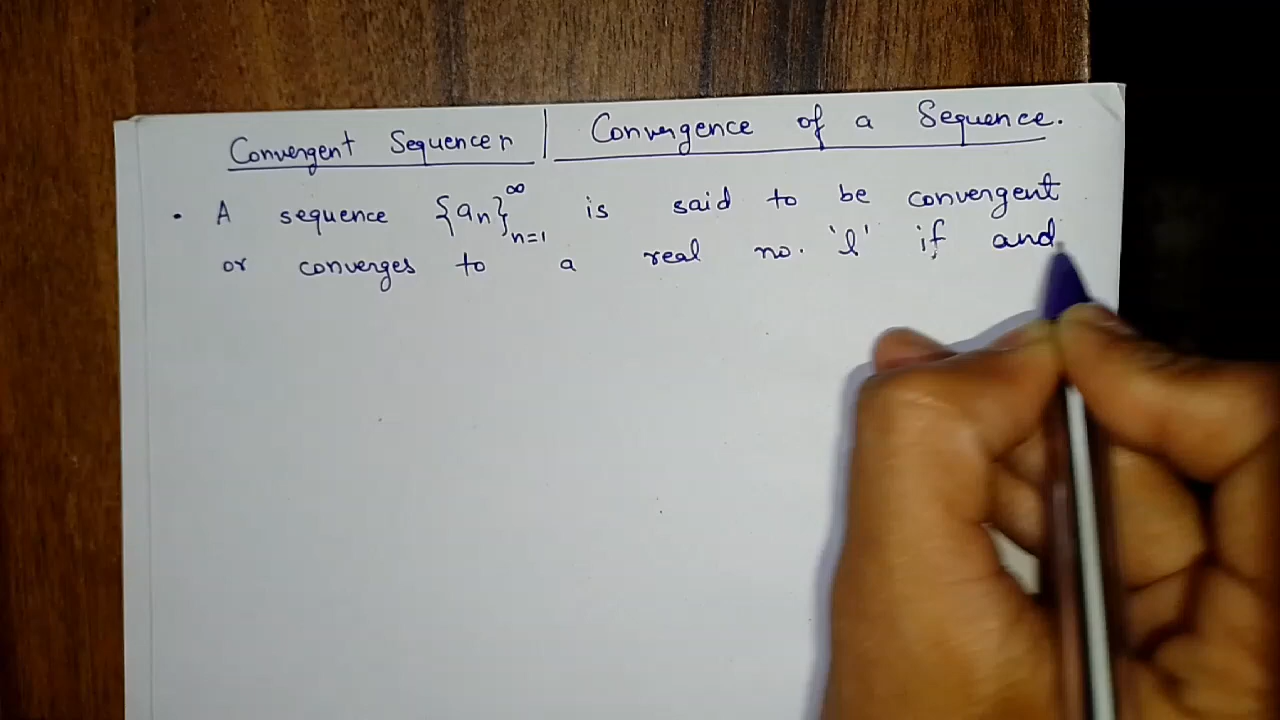 Convergent Sequencer | Convergence of a Sequence.
• A sequence {an}∞n=1 is said to be convergent
or converges to a real no. 'l' if and